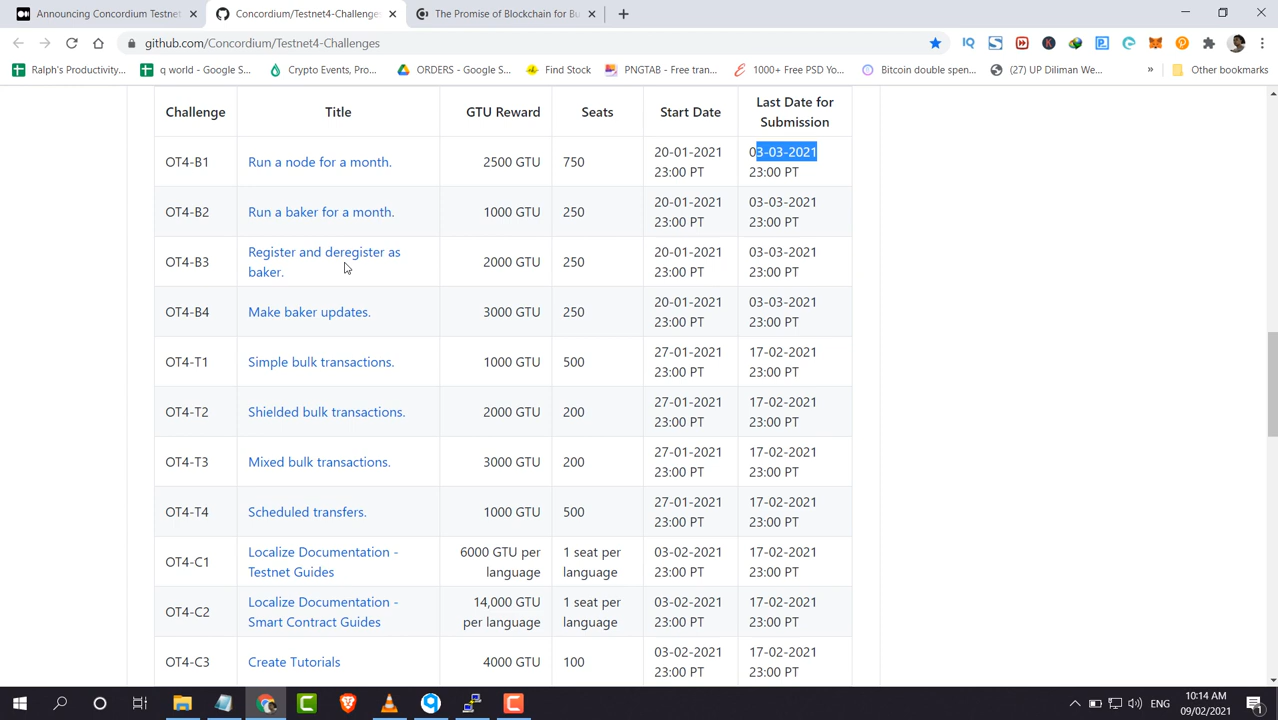 Announcing Concordium Testnet
Concordium/Testnet4-Challenges
The Promise of Blockchain for Bu
github.com/Concordium/Testnet4-Challenges
Ralph's Productivity...
q world - Google S...
Crypto Events, Pro...
ORDERS - Google S...
Find Stock
PNGTAB - Free tran...
1000+ Free PSD Yo...
Bitcoin double spen...
(27) UP Diliman We...
»
Other bookmarks
Challenge Title GTU Reward Seats Start Date Last Date for
Submission
OT4-B1 Run a node for a month. 2500 GTU 750 20-01-2021 03-03-2021
23:00 PT 23:00 PT
OT4-B2 Run a baker for a month. 1000 GTU 250 20-01-2021 03-03-2021
23:00 PT 23:00 PT
OT4-B3 Register and deregister as 2000 GTU 250 20-01-2021 03-03-2021
baker. 23:00 PT 23:00 PT
OT4-B4 Make baker updates. 3000 GTU 250 20-01-2021 03-03-2021
23:00 PT 23:00 PT
OT4-T1 Simple bulk transactions. 1000 GTU 500 27-01-2021 17-02-2021
23:00 PT 23:00 PT
OT4-T2 Shielded bulk transactions. 2000 GTU 200 27-01-2021 17-02-2021
23:00 PT 23:00 PT
OT4-T3 Mixed bulk transactions. 3000 GTU 200 27-01-2021 17-02-2021
23:00 PT 23:00 PT
OT4-T4 Scheduled transfers. 1000 GTU 500 27-01-2021 17-02-2021
23:00 PT 23:00 PT
OT4-C1 Localize Documentation - 6000 GTU per 1 seat per 03-02-2021 17-02-2021
Testnet Guides language language 23:00 PT 23:00 PT
OT4-C2 Localize Documentation - 14,000 GTU 1 seat per 03-02-2021 17-02-2021
Smart Contract Guides per language language 23:00 PT 23:00 PT
OT4-C3 Create Tutorials 4000 GTU 100 03-02-2021 17-02-2021
23:00 PT 23:00 PT
ENG
10:14 AM
09/02/2021